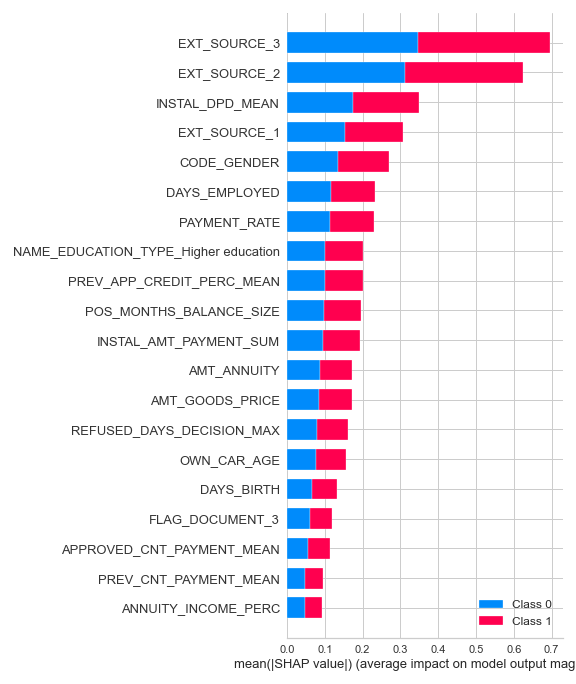 EXT_SOURCE_3
EXT_SOURCE_2
INSTAL_DPD_MEAN
EXT_SOURCE_1
CODE_GENDER
DAYS_EMPLOYED
PAYMENT_RATE
NAME_EDUCATION_TYPE_Higher education
PREV_APP_CREDIT_PERC_MEAN
POS_MONTHS_BALANCE_SIZE
INSTAL_AMT_PAYMENT_SUM
AMT_ANNUITY
AMT_GOODS_PRICE
REFUSED_DAYS_DECISION_MAX
OWN_CAR_AGE
DAYS_BIRTH
FLAG_DOCUMENT_3
APPROVED_CNT_PAYMENT_MEAN
PREV_CNT_PAYMENT_MEAN
ANNUITY_INCOME_PERC
Class 0
Class 1
0.0 0.1 0.2 0.3 0.4 0.5 0.6 0.7
mean(|SHAP value|) (average impact on model output mag